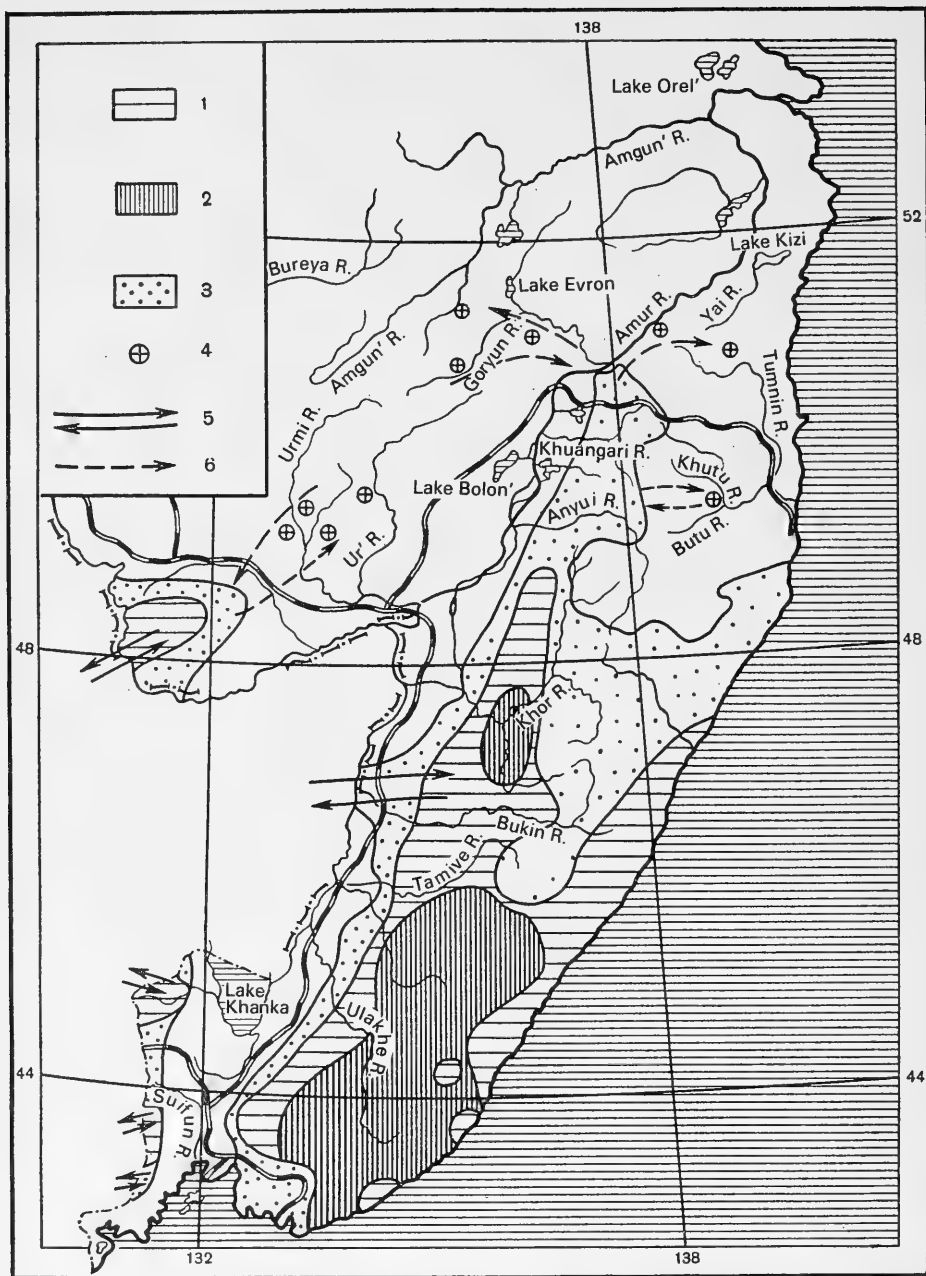 138
Lake Orel'
1
Amgun' R.
2
52
Lake Kizi
Bureya R.
Lake Evron
3
Yai R.
Amur R.
4
Goryun R.
Amgun' R.
Tumnin R.
5
Urmi R.
Khuangari R.
6
Khutu R.
Lake Bolon'
Anyui R.
Butu R.
Ur' R.
48
48
Khor R.
Bukin R.
Tamive R.
Lake
Khanka
Ulakhe R.
44
44
Suifun R.
132
138